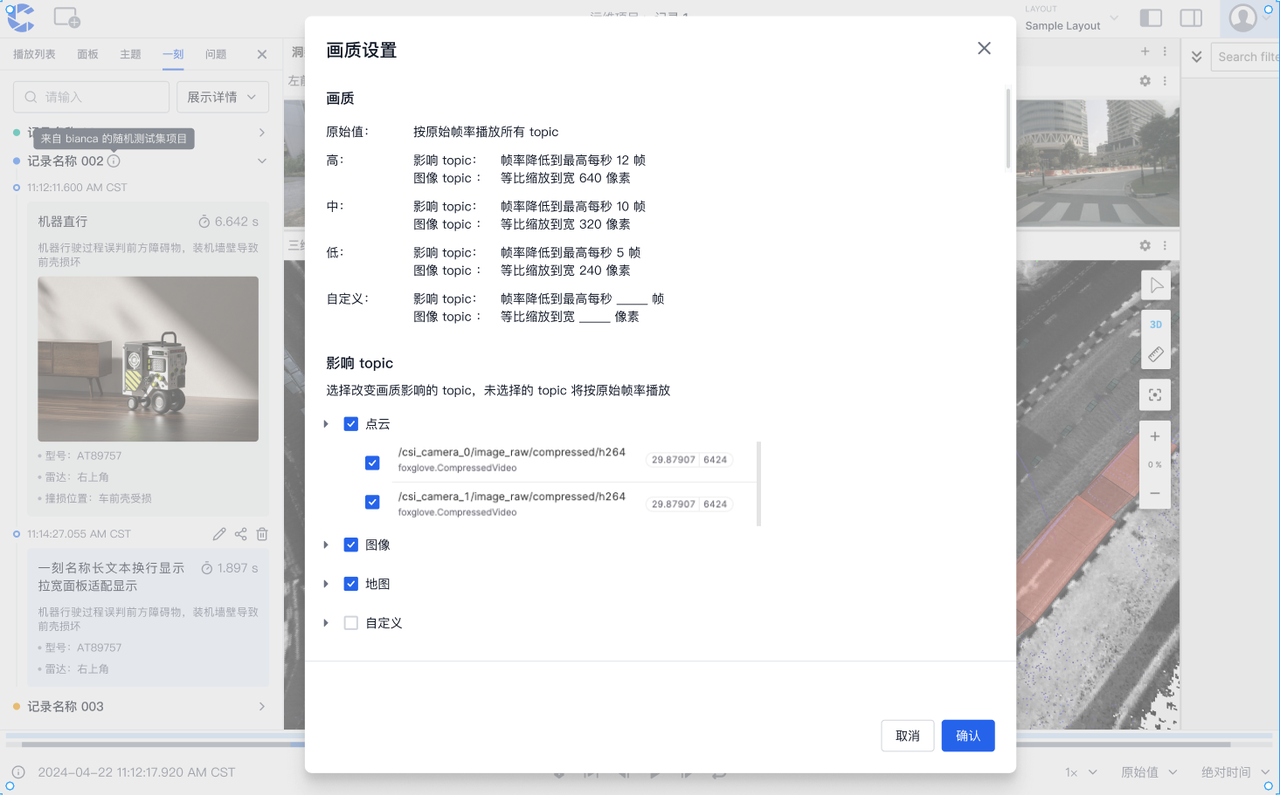 LAYOUT
Sample Layout
播放列表
面板
主题
一刻
问题
请输入
展示详情
Search filte
来自 bianca 的随机测试集项目
记录名称 002
11:12:11.600 AM CST
机器直行
6.642 s
机器行驶过程误判前方障碍物，装机墙壁导致
前壳损环
• 型号：AT89757
• 雷达：右上角
• 撞损位置：车前壳受损
11:14:27.055 AM CST
一刻名称长文本换行显示
拉宽面板适配显示
1.897 s
机器行驶过程误判前方障碍物，装机墙壁导致
前壳损环
• 型号：AT89757
• 雷达：右上角
记录名称 003
画质设置
画质
原始值： 按原始帧率播放所有 topic
高： 影响 topic： 帧率降低到最高每秒 12 帧
图像 topic： 等比缩放到宽 640 像素
中： 影响 topic： 帧率降低到最高每秒 10 帧
图像 topic： 等比缩放到宽 320 像素
低： 影响 topic： 帧率降低到最高每秒 5 帧
图像 topic： 等比缩放到宽 240 像素
自定义： 影响 topic： 帧率降低到最高每秒 _____ 帧
图像 topic： 等比缩放到宽 _____ 像素
影响 topic
选择改变画质影响的 topic，未选择的 topic 将按原始帧率播放
点云
/csi_camera_0/image_raw/compressed/h264
foxglove.CompressedVideo
29.87907 6424
/csi_camera_1/image_raw/compressed/h264
foxglove.CompressedVideo
29.87907 6424
图像
地图
自定义
取消
确认
3D
0 %
2024-04-22 11:12:17.920 AM CST
1×
原始值
绝对时间